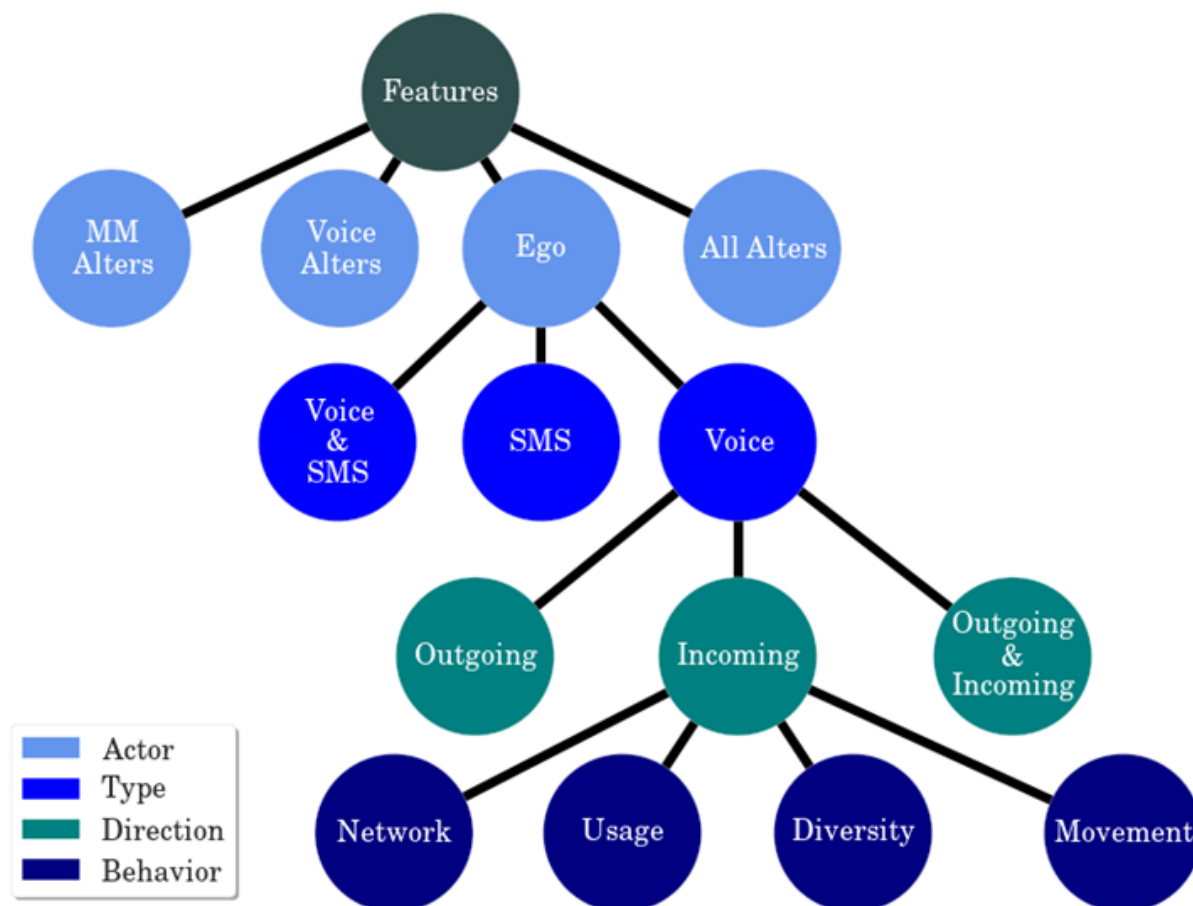 Features
MM
Alters
Voice
Alters
Ego
All Alters
Voice
&
SMS
SMS
Voice
Outgoing
Incoming
Outgoing
&
Incoming
Network
Usage
Diversity
Movement
Actor
Type
Direction
Behavior